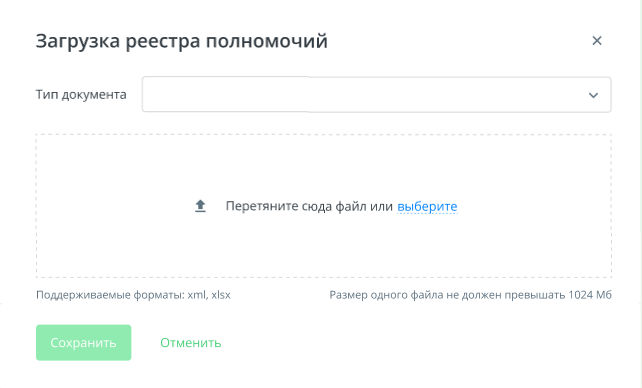 Загрузка реестра полномочий
Тип документа
Перетяните сюда файл или выберите
Поддерживаемые форматы: xml, xlsx
Размер одного файла не должен превышать 1024 Мб
Сохранить
Отменить